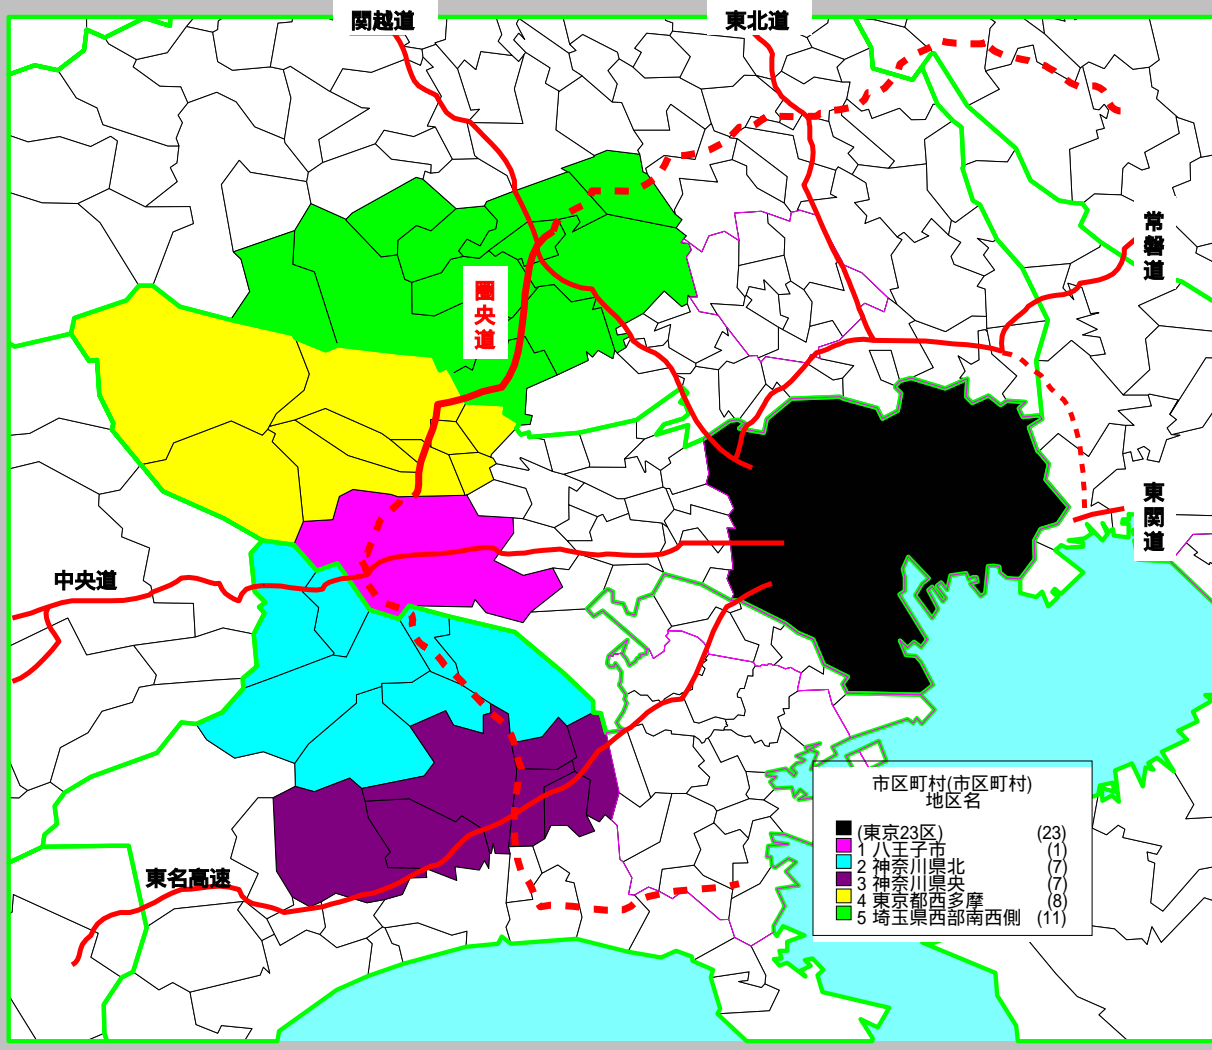 関越道
東北道
常磐道
圏央道
東関道
中央道
東名高速
市区町村(市区町村)
地区名
(東京23区) (23)
1 八王子市 (1)
2 神奈川県北 (7)
3 神奈川県央 (7)
4 東京都西多摩 (8)
5 埼玉県西部南西側 (11)